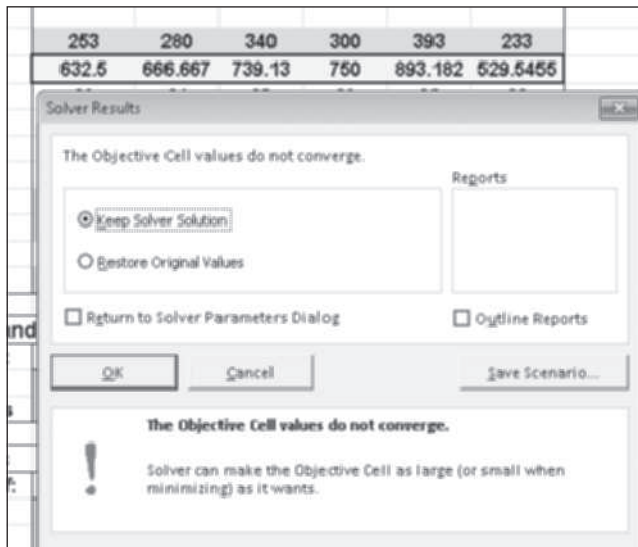 253 280 340 300 393 233
632.5 666.667 739.13 750 893.182 529.5455
Solver Results
The Objective Cell values do not converge.
Reports
Keep Solver Solution
Restore Original Values
Return to Solver Parameters Dialog
Outline Reports
and
OK
Cancel
Save Scenario...
The Objective Cell values do not converge.
Solver can make the Objective Cell as large (or small when
minimizing) as it wants.